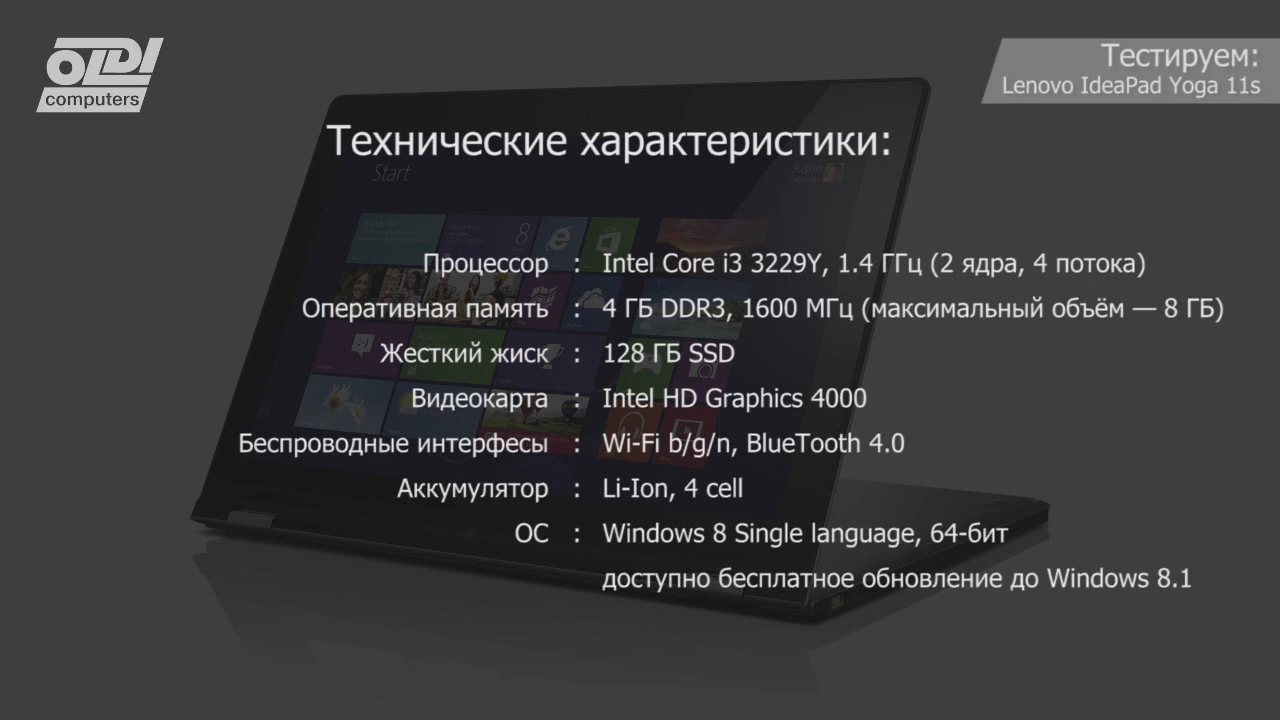 OLDI
computers
Тестируем:
Lenovo IdeaPad Yoga 11s
Технические характеристики:
Start
Justin
8
Процессор : Intel Core i3 3229Y, 1.4 ГГц (2 ядра, 4 потока)
Оперативная память : 4 ГБ DDR3, 1600 МГц (максимальный объём — 8 ГБ)
Жесткий жиск : 128 ГБ SSD
Видеокарта : Intel HD Graphics 4000
Беспроводные интерфесы : Wi-Fi b/g/n, BlueTooth 4.0
Аккумулятор : Li-Ion, 4 cell
ОС : Windows 8 Single language, 64-бит
доступно бесплатное обновление до Windows 8.1